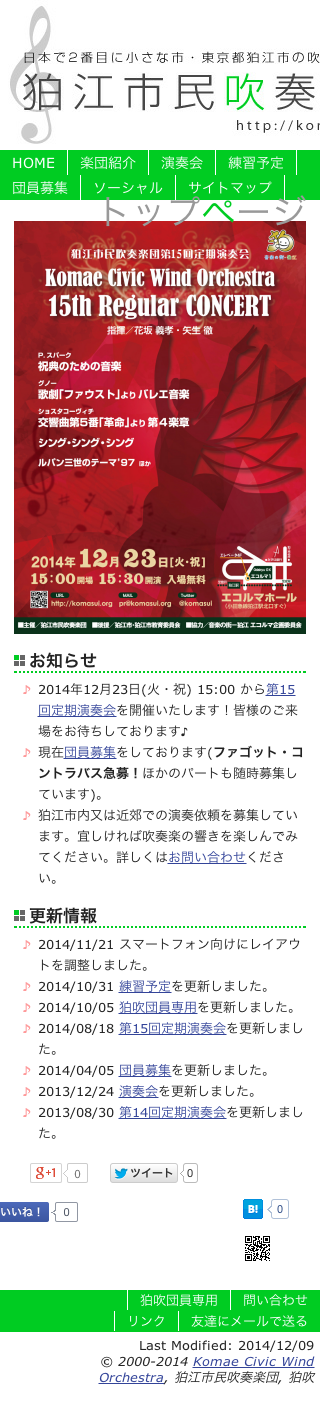 日本で2番目に小さな市・東京都狛江市の吹
狛江市民吹奏
http://kor
HOME 楽団紹介 演奏会 練習予定
団員募集 ソーシャル サイトマップ
トップページ
狛江市民吹奏楽団第15回定期演奏会
Komae Civic Wind Orchestra
15th Regular CONCERT
指揮／花坂 義孝・矢生 徹
P.スパーク
祝典のための音楽
グノー
歌劇「ファウスト」より バレエ音楽
ショスタコーヴィチ
交響曲第5番「革命」より 第4楽章
シング・シング・シング
ルパン三世のテーマ'97 ほか
2014年12月23日[火・祝]
15:00開場 15:30開演 入場無料
エコルマホール
(小田急線狛江駅北口すぐ)
URL MAIL Twitter
http://komasui.org pr@komasui.org @komasui
■主催／狛江市民吹奏楽団 ■後援／狛江市・狛江市教育委員会 ■協力／音楽の街ー狛江 エコルマ企画委員会
お知らせ
2014年12月23日(火・祝) 15:00 から第15
回定期演奏会を開催いたします！皆様のご来
場をお待ちしております♪
現在団員募集をしております(ファゴット・コ
ントラバス急募！ほかのパートも随時募集し
ています)。
狛江市内又は近郊での演奏依頼を募集してい
ます。宜しければ吹奏楽の響きを楽しんでみ
てください。詳しくはお問い合わせくださ
い。
更新情報
2014/11/21 スマートフォン向けにレイアウ
トを調整しました。
2014/10/31 練習予定を更新しました。
2014/10/05 狛吹団員専用を更新しました。
2014/08/18 第15回定期演奏会を更新しまし
た。
2014/04/05 団員募集を更新しました。
2013/12/24 演奏会を更新しました。
2013/08/30 第14回定期演奏会を更新しまし
た。
g+1 0 ツイート 0
いいね！ 0 B! 0
狛吹団員専用 問い合わせ
リンク 友達にメールで送る
Last Modified: 2014/12/09
© 2000-2014 Komae Civic Wind
Orchestra, 狛江市民吹奏楽団, 狛吹